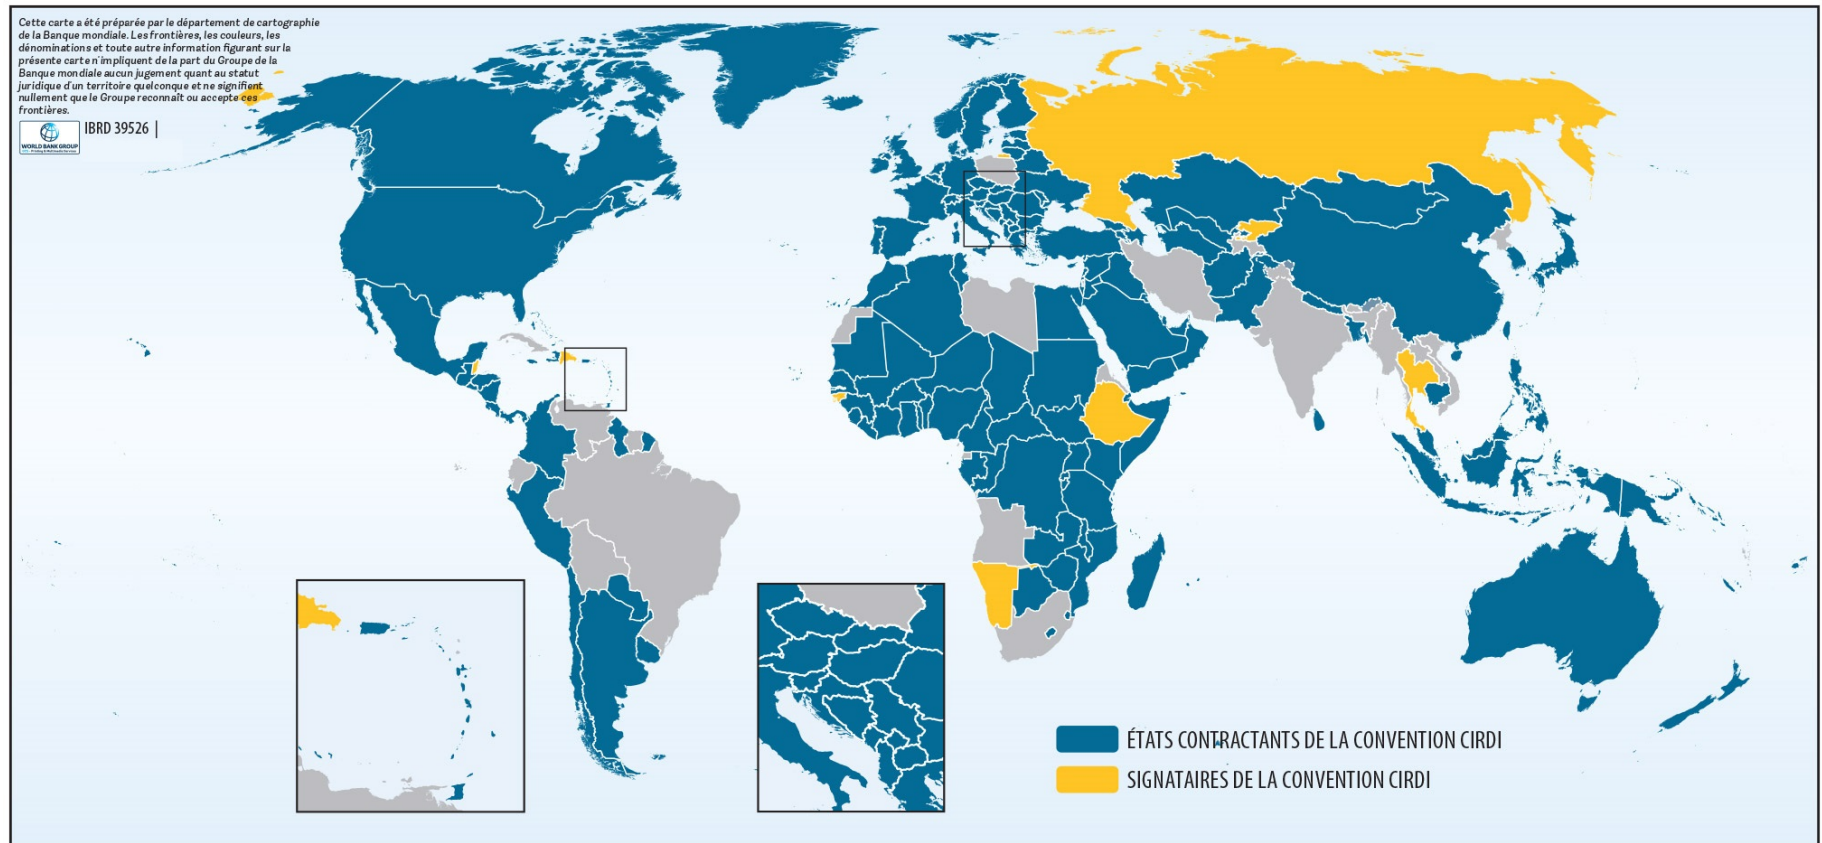 Cette carte a été préparée par le département de cartographie
de la Banque mondiale. Les frontières, les couleurs, les
dénominations et toute autre information figurant sur la
présente carte n'impliquent de la part du Groupe de la
Banque mondiale aucun jugement quant au statut
juridique d'un territoire quelconque et ne signifient
nullement que le Groupe reconnaît ou accepte ces
frontières.
IBRD 39526 |
WORLD BANK GROUP
ÉTATS CONTRACTANTS DE LA CONVENTION CIRDI
SIGNATAIRES DE LA CONVENTION CIRDI